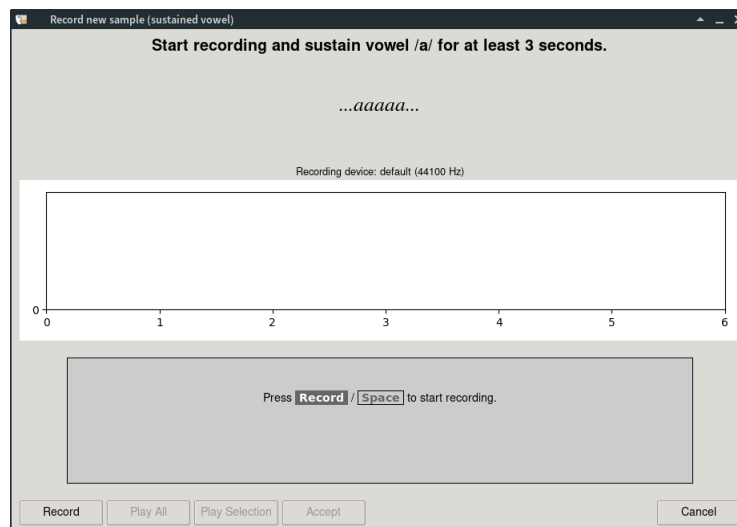 Record new sample (sustained vowel)
Start recording and sustain vowel /a/ for at least 3 seconds.
...aaaaa...
Recording device: default (44100 Hz)
0
0 1 2 3 4 5 6
Press Record / Space to start recording.
Record Play All Play Selection Accept Cancel